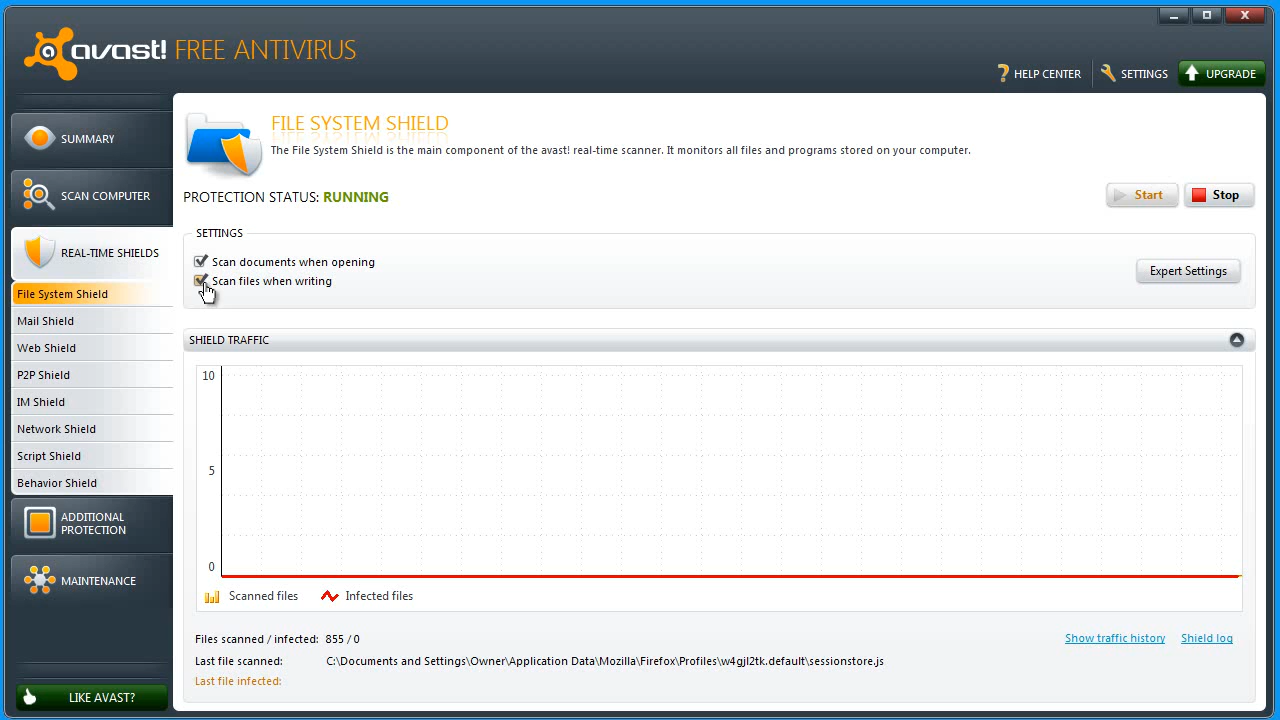 avast! FREE ANTIVIRUS
HELP CENTER
SETTINGS
UPGRADE
SUMMARY
SCAN COMPUTER
REAL-TIME SHIELDS
File System Shield
Mail Shield
Web Shield
P2P Shield
IM Shield
Network Shield
Script Shield
Behavior Shield
ADDITIONAL
PROTECTION
MAINTENANCE
LIKE AVAST?
FILE SYSTEM SHIELD
The File System Shield is the main component of the avast! real-time scanner. It monitors all files and programs stored on your computer.
PROTECTION STATUS: RUNNING
Start
Stop
SETTINGS
Scan documents when opening
Scan files when writing
Expert Settings
SHIELD TRAFFIC
10
5
0
Scanned files
Infected files
Files scanned / infected: 855 / 0
Show traffic history
Shield log
Last file scanned: C:\Documents and Settings\Owner\Application Data\Mozilla\Firefox\Profiles\w4gjl2tk.default\sessionstore.js
Last file infected: